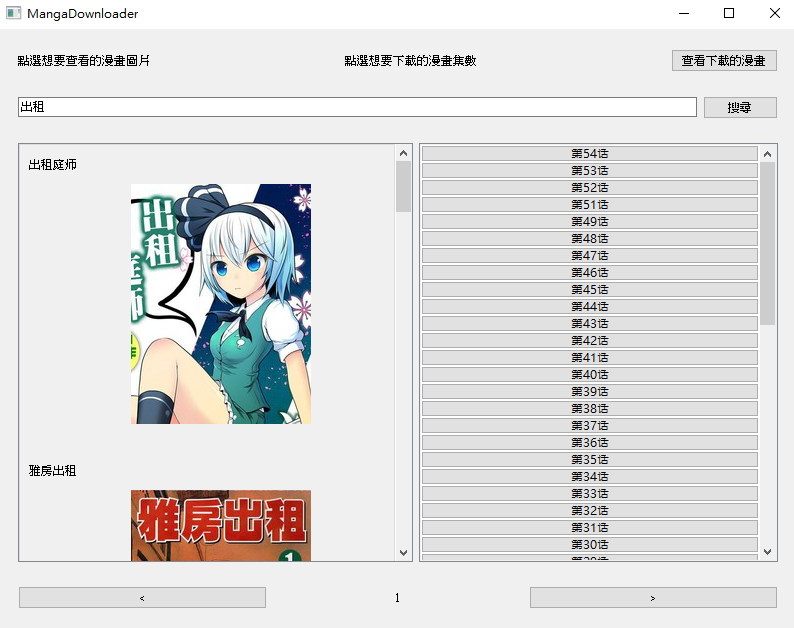 MangaDownloader
點選想要查看的漫畫圖片
點選想要下載的漫畫集數
查看下載的漫畫
出租
搜尋
出租庭师
出租
雅房出租
雅房出租
1
第54话
第53话
第52话
第51话
第49话
第48话
第47话
第46话
第45话
第44话
第43话
第42话
第41话
第40话
第39话
第38话
第37话
第36话
第35话
第34话
第33话
第32话
第31话
第30话
<
1
>